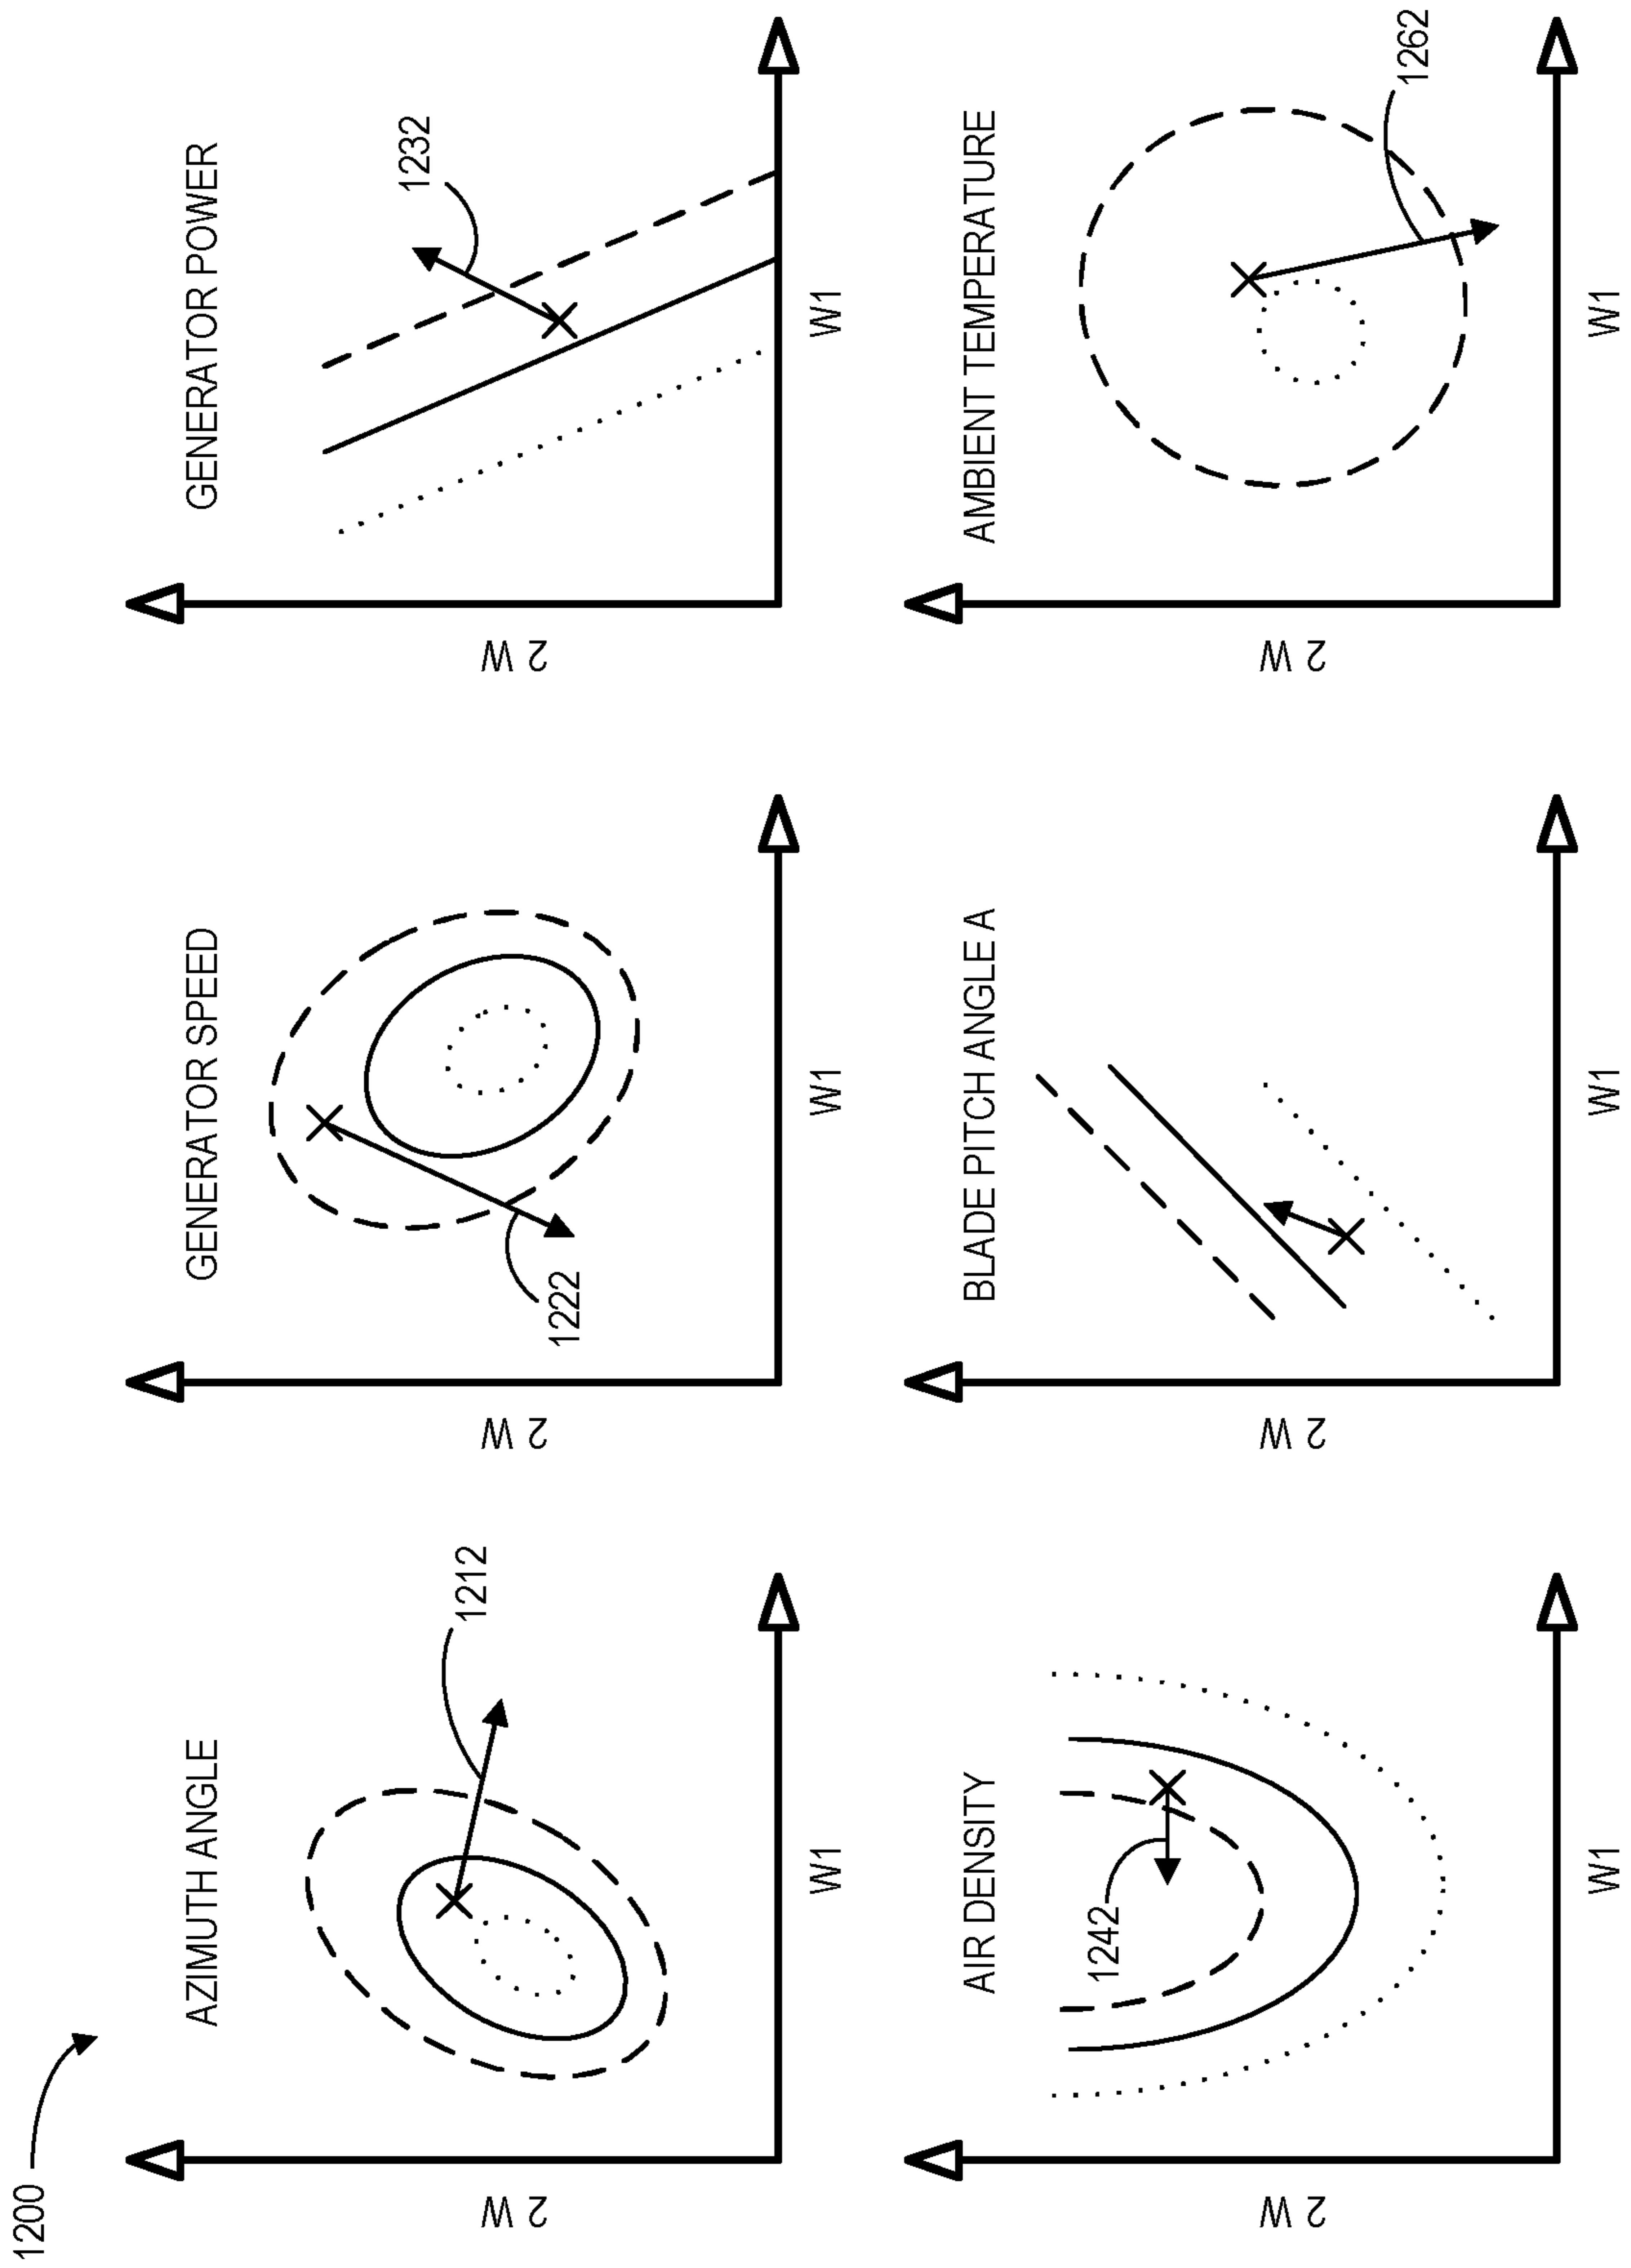 1200
AZIMUTH ANGLE
1212
2 W
W1
GENERATOR SPEED
1222
2 W
W1
GENERATOR POWER
1232
2 W
W1
AIR DENSITY
1242
2 W
W1
BLADE PITCH ANGLE A
2 W
W1
AMBIENT TEMPERATURE
1262
2 W
W1